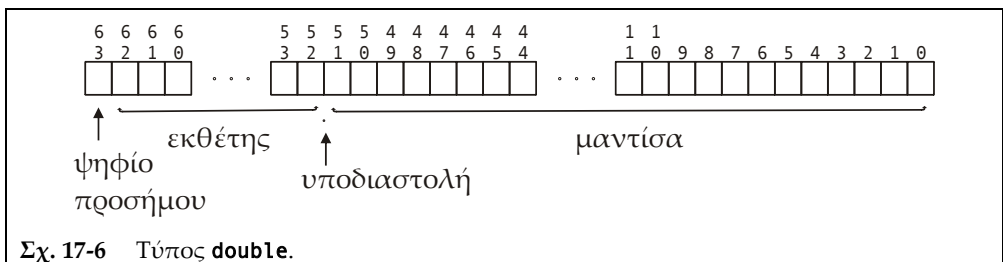 6 6 6 6 5 5 5 5 4 4 4 4 4 4 1 1
3 2 1 0 . . . 3 2 1 0 9 8 7 6 5 4 . . . 1 0 9 8 7 6 5 4 3 2 1 0
εκθέτης . μαντίσα
ψηφίο προσήμου
υποδιαστολή
Σχ. 17-6 Τύπος double.